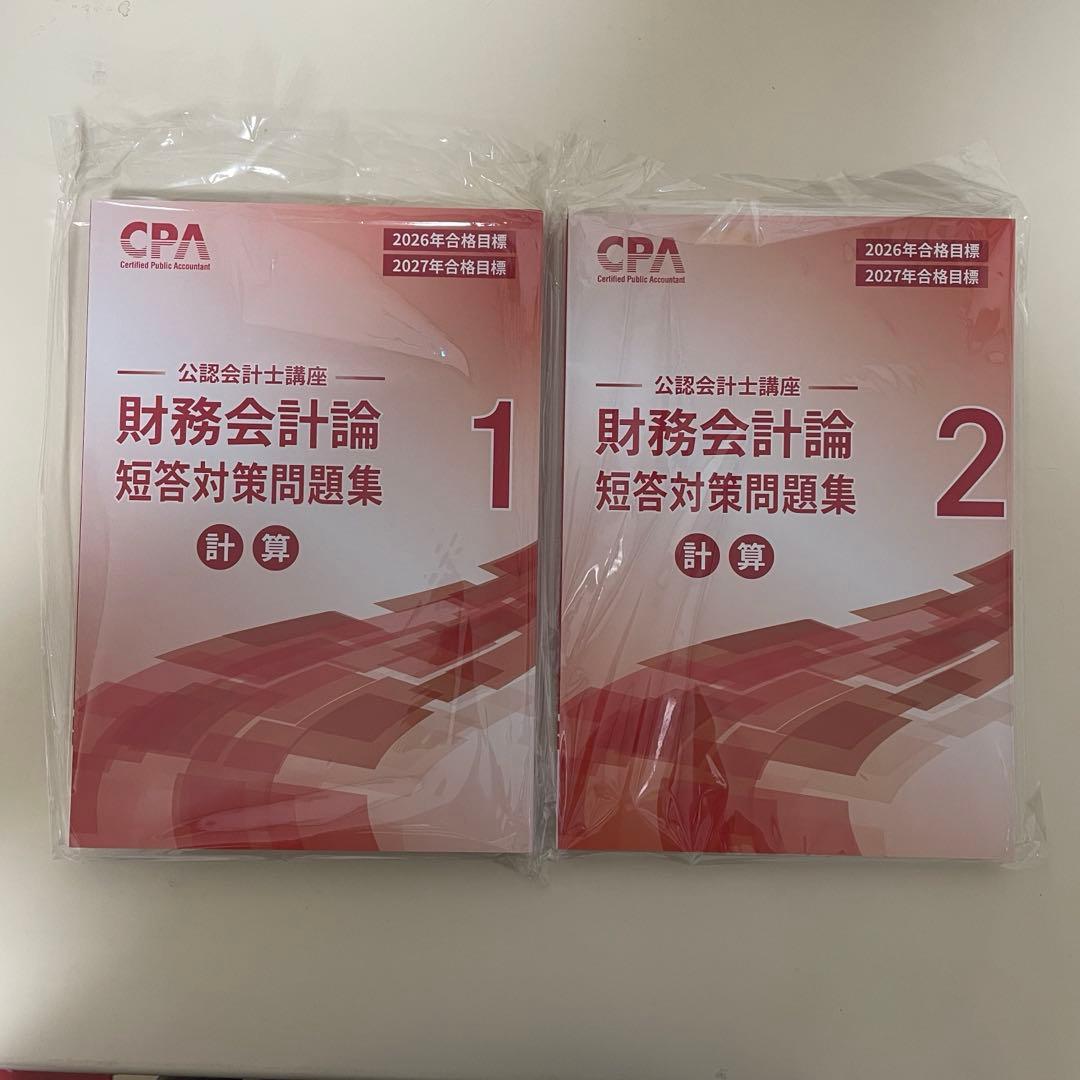 CPA
Certified Public Accountant
2026年合格目標
2027年合格目標
公認会計士講座
財務会計論
短答対策問題集
1
計算
CPA
Certified Public Accountant
2026年合格目標
2027年合格目標
公認会計士講座
財務会計論
短答対策問題集
2
計算